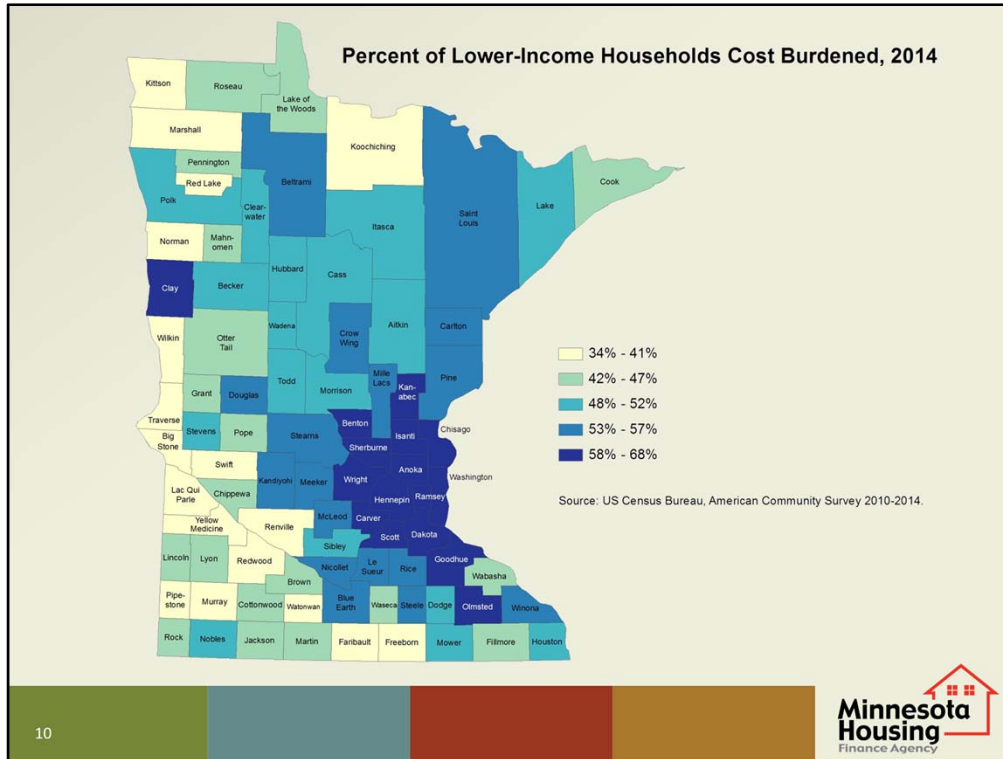 Percent of Lower-Income Households Cost Burdened, 2014
Kittson
Roseau
Lake of
the Woods
Marshall
Koochiching
Pennington
Red Lake
Beltrami
Polk
Clear-
water
Saint
Louis
Lake
Cook
Itasca
Norman
Mahn-
omen
Hubbard
Cass
Clay
Becker
Wadena
Crow
Wing
Aitkin
Carlton
Wilkin
Otter
Tail
Mille
Lacs
Kan-
abec
Pine
Grant
Douglas
Todd
Morrison
Traverse
Big
Stone
Stevens
Pope
Stearns
Benton
Isanti
Chisago
Sherburne
Swift
Kandiyohi
Meeker
Wright
Anoka
Washington
Lac Qui
Parle
Chippewa
Hennepin
Ramsey
Yellow
Medicine
Renville
McLeod
Carver
Scott
Dakota
Sibley
Lincoln
Lyon
Redwood
Nicollet
Le
Sueur
Rice
Goodhue
Wabasha
Brown
Pipe-
stone
Murray
Cottonwood
Watonwan
Blue
Earth
Waseca
Steele
Dodge
Olmsted
Winona
Rock
Nobles
Jackson
Martin
Faribault
Freeborn
Mower
Fillmore
Houston
34% - 41%
42% - 47%
48% - 52%
53% - 57%
58% - 68%
Source: US Census Bureau, American Community Survey 2010-2014.
10
Minnesota
Housing
Finance Agency